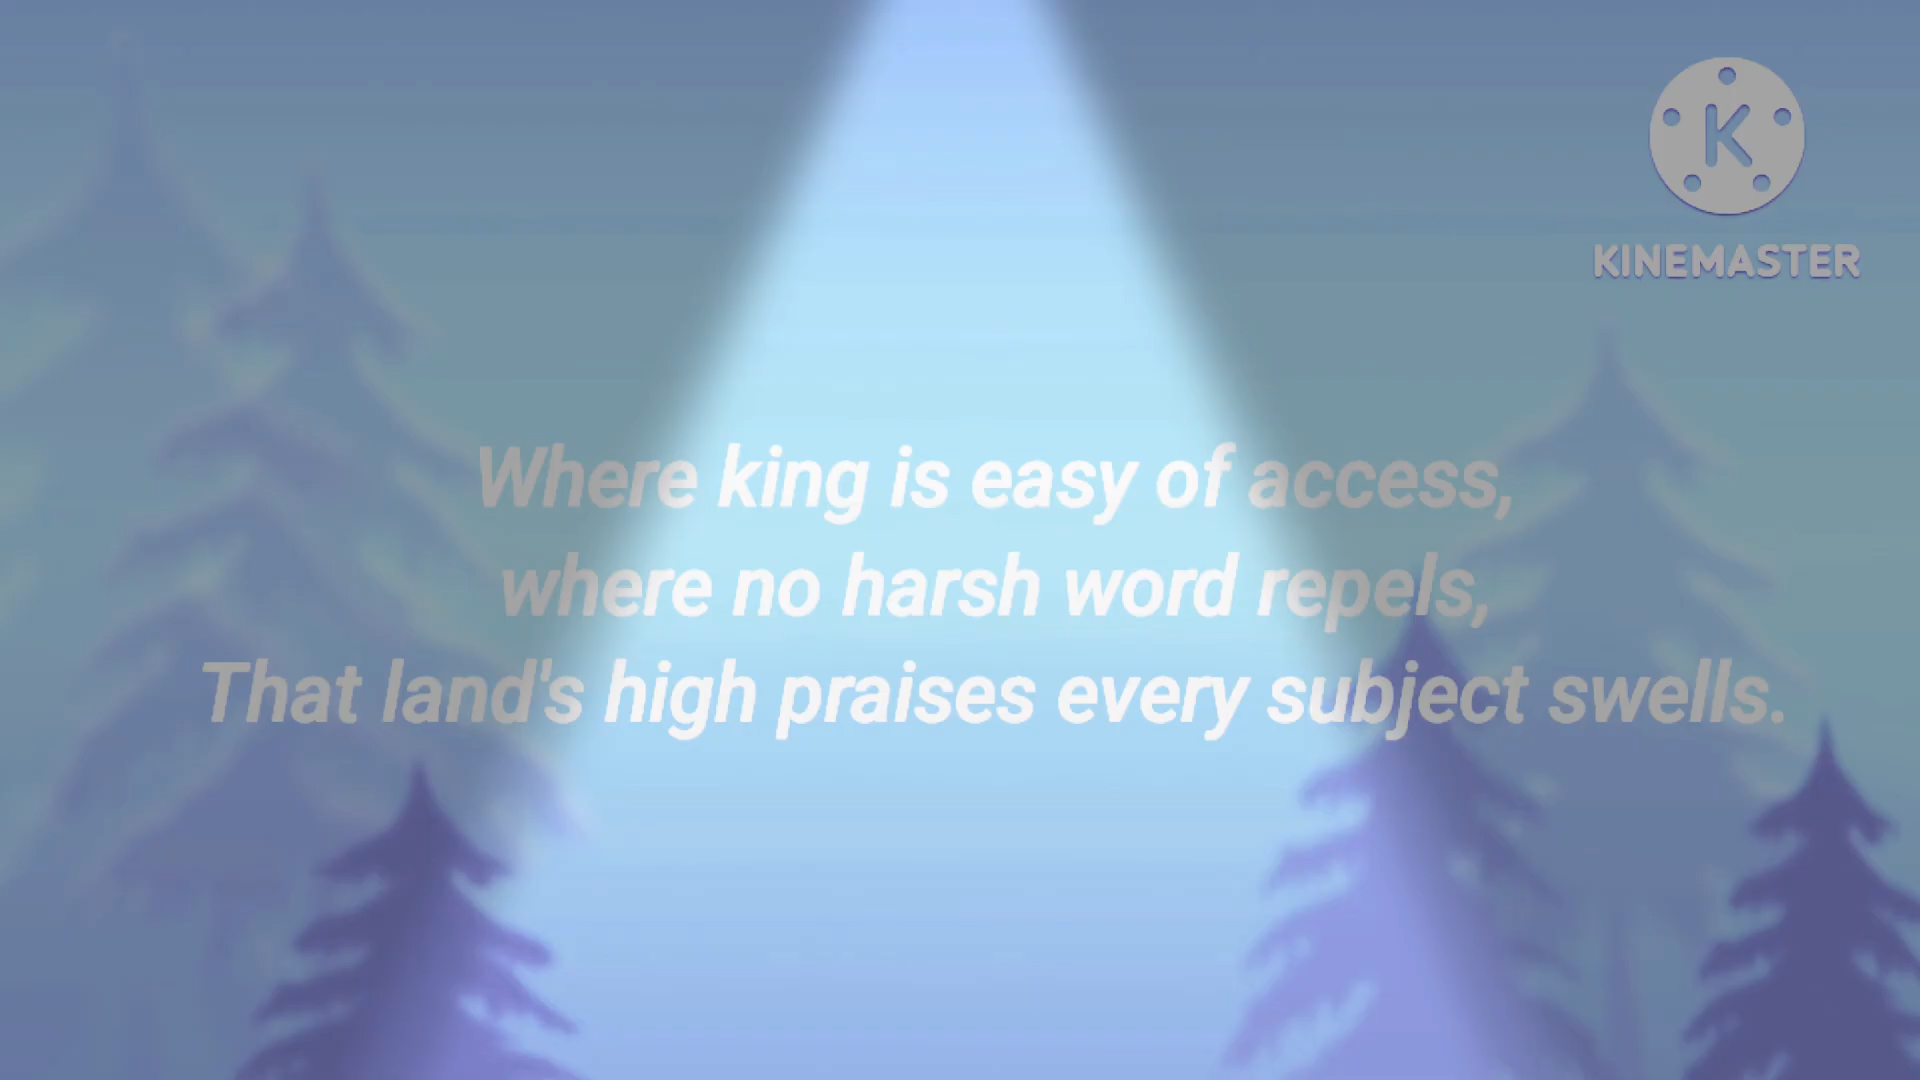 K
KINEMASTER
Where king is easy of access,
where no harsh word repels,
That land's high praises every subject swells.